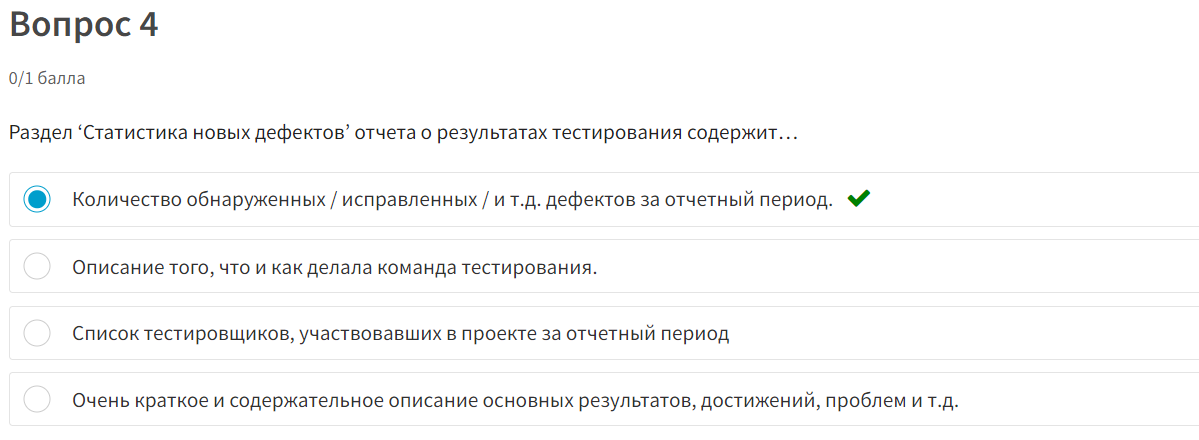 Вопрос 4
0/1 балла
Раздел ‘Статистика новых дефектов’ отчета о результатах тестирования содержит…
Количество обнаруженных / исправленных / и т.д. дефектов за отчетный период.
Описание того, что и как делала команда тестирования.
Список тестировщиков, участвовавших в проекте за отчетный период
Очень краткое и содержательное описание основных результатов, достижений, проблем и т.д.